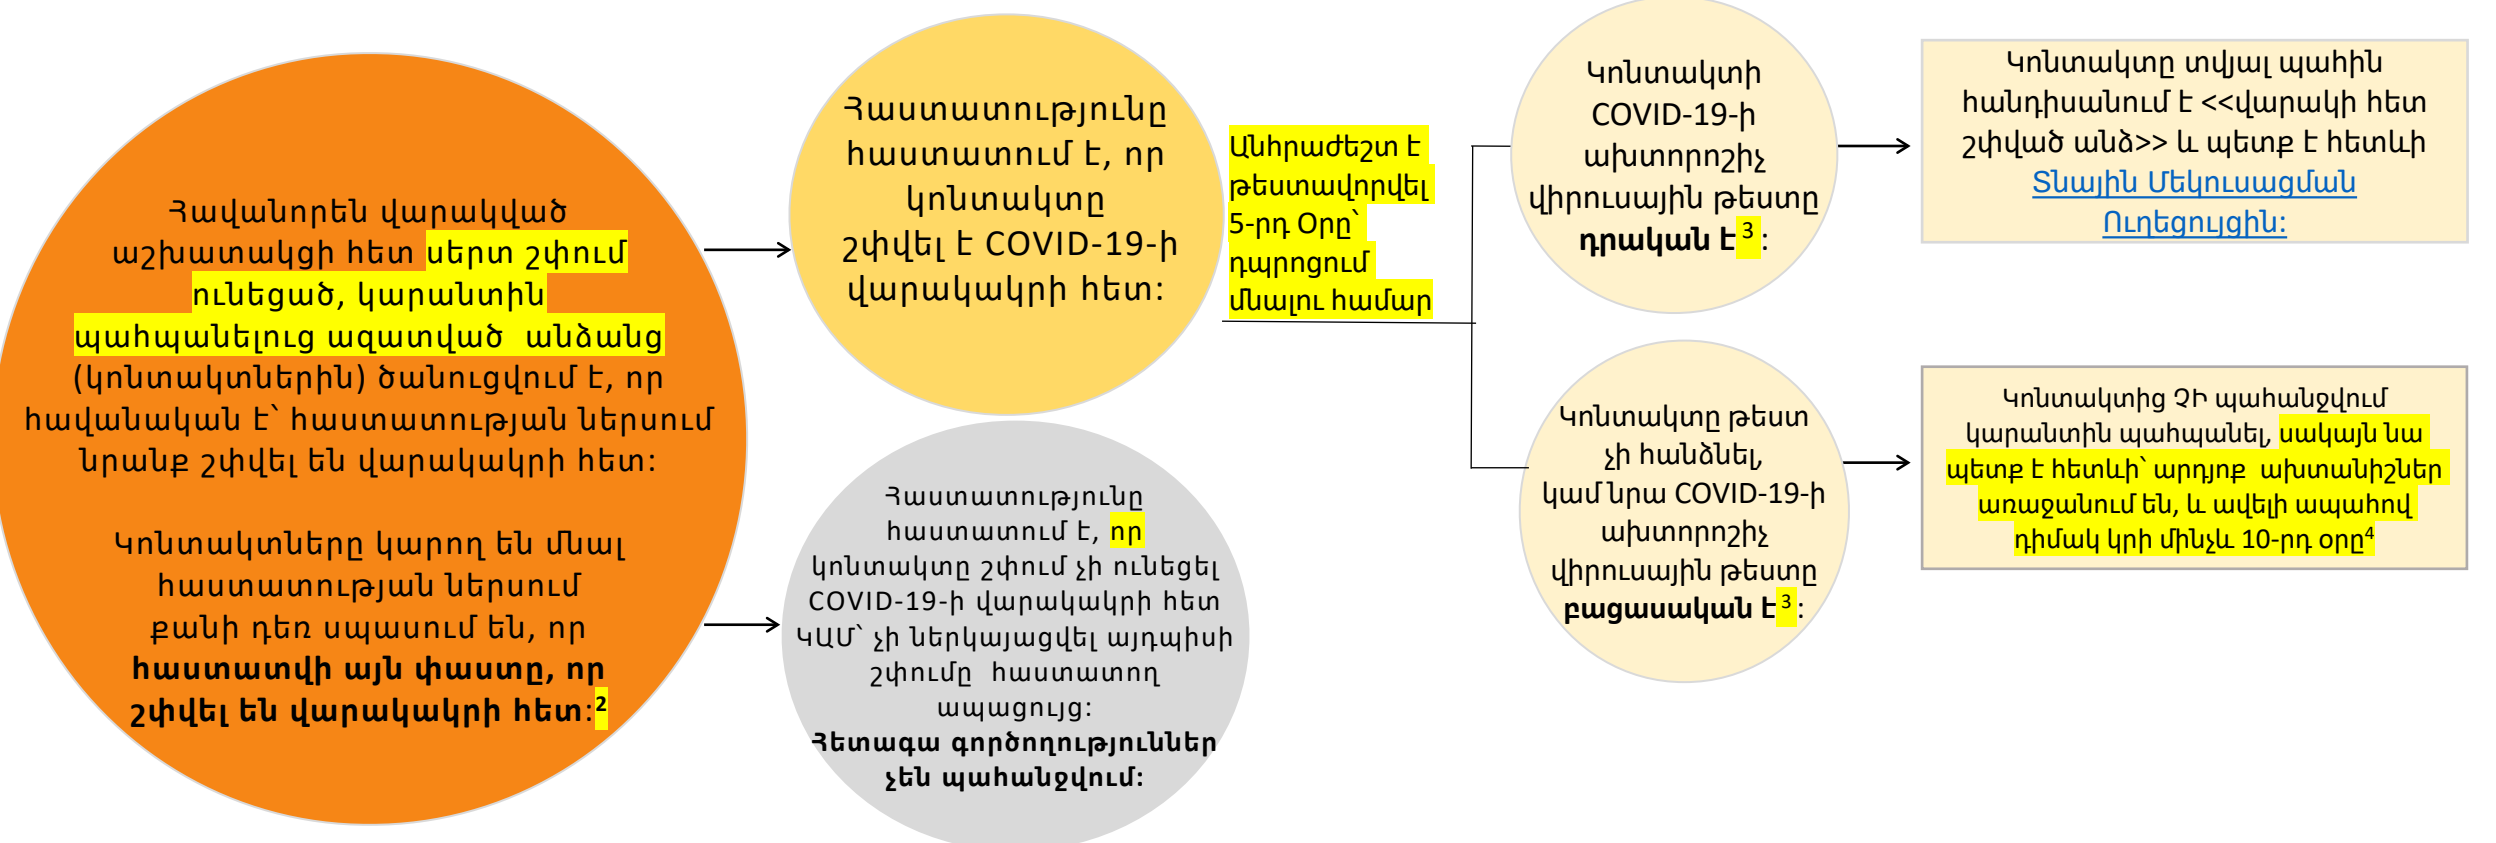 Հավանորեն վարակված
աշխատակցի հետ սերտ շփում
ունեցած, կարանտին
պահպանելուց ազատված անձանց
(կոնտակտներին) ծանուցվում է, որ
հավանական է՝ հաստատության ներսում
նրանք շփվել են վարակակրի հետ:
Կոնտակտները կարող են մնալ
հաստատության ներսում
քանի դեռ սպասում են, որ
հաստատվի այն փաստը, որ
շփվել են վարակակրի հետ:2
Հաստատությունը
հաստատում է, որ
կոնտակտը
շփվել է COVID-19-ի
վարակակրի հետ:
Հաստատությունը
հաստատում է, որ
կոնտակտը շփում չի ունեցել
COVID-19-ի վարակակրի հետ
ԿԱՄ՝ չի ներկայացվել այդպիսի
շփումը հաստատող
ապացույց:
Հետագա գործողություններ
չեն պահանջվում:
Անհրաժեշտ է
թեստավորվել
5-րդ Օրը՝
դպրոցում
մնալու համար
Կոնտակտի
COVID-19-ի
ախտորոշիչ
վիրուսային թեստը
դրական է 3 :
Կոնտակտը տվյալ պահին
հանդիսանում է <<վարակի հետ
շփված անձ>> և պետք է հետևի
Տնային Մեկուսացման
Ուղեցույցին:
Կոնտակտը թեստ
չի հանձնել,
կամ նրա COVID-19-ի
ախտորոշիչ
վիրուսային թեստը
բացասական է 3 :
Կոնտակտից ՉԻ պահանջվում
կարանտին պահպանել, սակայն նա
պետք է հետևի՝ արդյոք ախտանիշներ
առաջանում են, և ավելի ապահով
դիմակ կրի մինչև 10-րդ օրը4